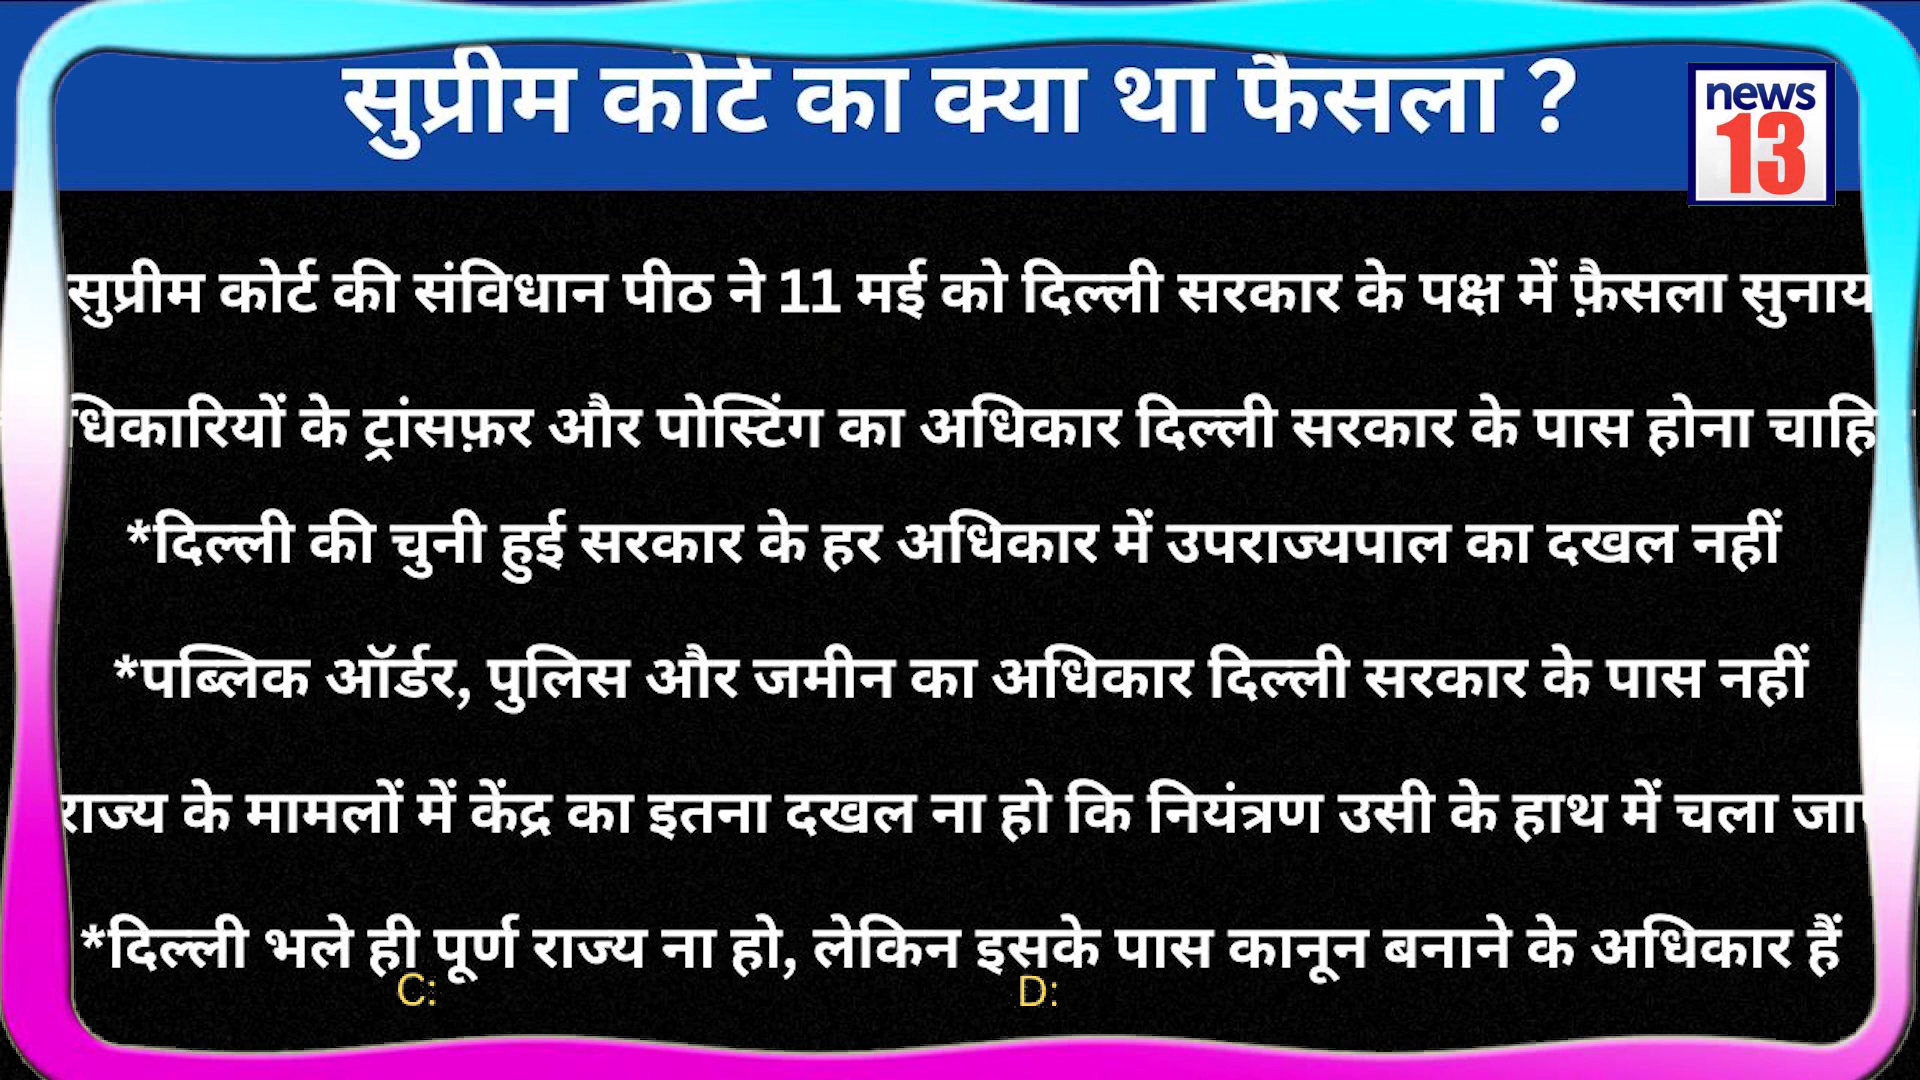 सुप्रीम कोर्ट का क्या था फैसला ?
news
13
सुप्रीम कोर्ट की संविधान पीठ ने 11 मई को दिल्ली सरकार के पक्ष में फ़ैसला सुनाय
धिकारियों के ट्रांसफ़र और पोस्टिंग का अधिकार दिल्ली सरकार के पास होना चाहि
*दिल्ली की चुनी हुई सरकार के हर अधिकार में उपराज्यपाल का दखल नहीं
*पब्लिक ऑर्डर, पुलिस और जमीन का अधिकार दिल्ली सरकार के पास नहीं
राज्य के मामलों में केंद्र का इतना दखल ना हो कि नियंत्रण उसी के हाथ में चला
*दिल्ली भले ही पूर्ण राज्य ना हो, लेकिन इसके पास कानून बनाने के अधिकार हैं
C: D: